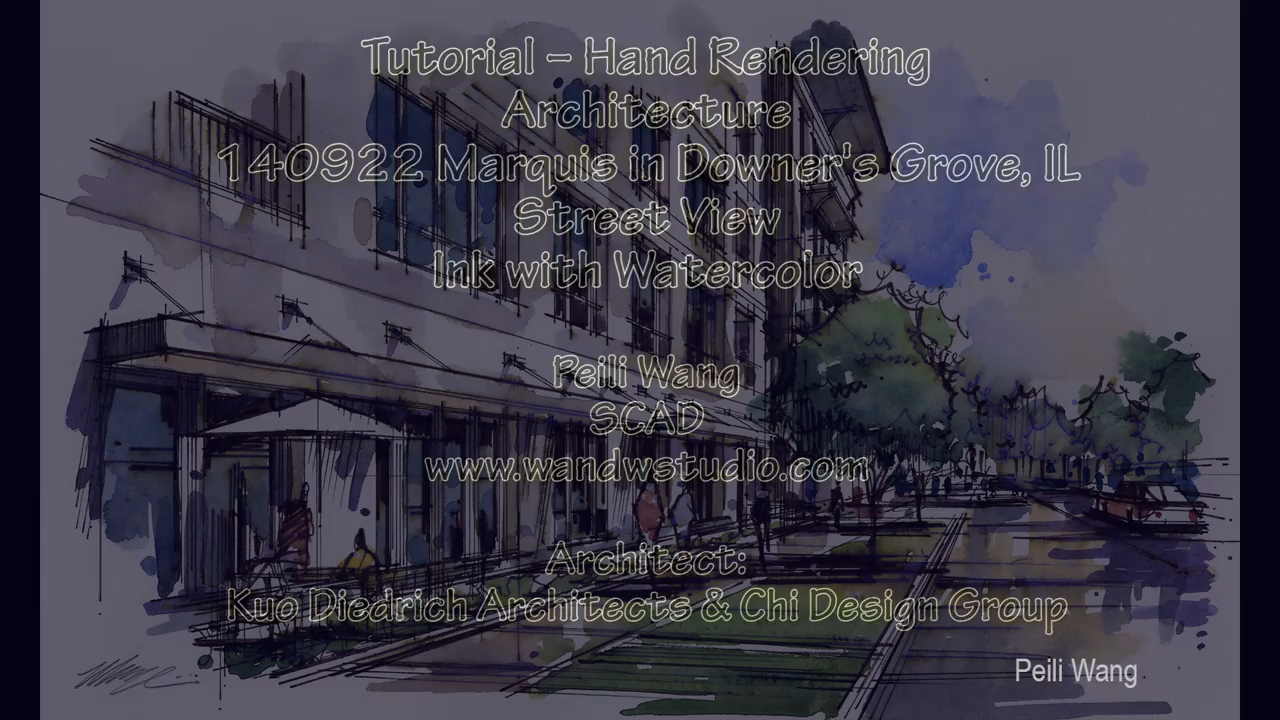 Tutorial – Hand Rendering
Architecture
140922 Marquis in Downer's Grove, IL
Street View
Ink with Watercolor
Peili Wang
SCAD
www.wandwstudio.com
Architect:
Kuo Diedrich Architects & Chi Design Group
Peili Wang